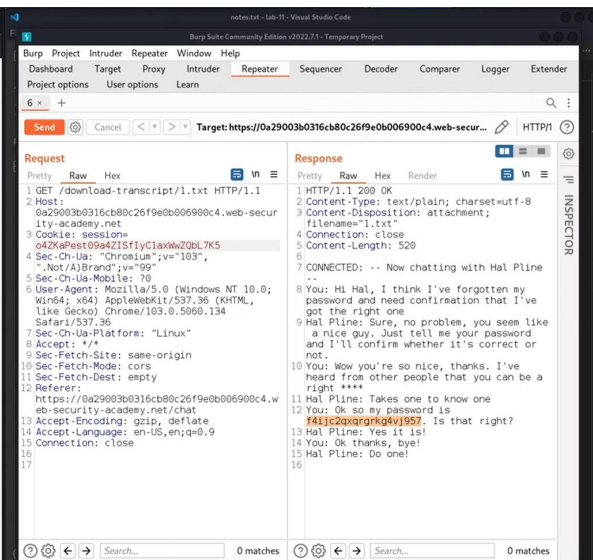 notes.txt - lab-11 - Visual Studio Code
Burp Suite Community Edition v2022.7.1 - Temporary Project
Burp Project Intruder Repeater Window Help
Dashboard Target Proxy Intruder Repeater Sequencer Decoder Comparer Logger Extender
Project options User options Learn
6 × +
Send Cancel < > Target: https://0a29003b0316cb80c26f9e0b006900c4.web-secur... HTTP/1
Request
Pretty Raw Hex \n
1 GET /download-transcript/1.txt HTTP/1.1
2 Host:
0a29003b0316cb80c26f9e0b006900c4.web-secur
ity-academy.net
3 Cookie: session=
o4ZKaPest09a4ZISfIyC1axWwZQbL7K5
4 Sec-Ch-Ua: "Chromium";v="103",
".Not/A)Brand";v="99"
5 Sec-Ch-Ua-Mobile: ?0
6 User-Agent: Mozilla/5.0 (Windows NT 10.0;
Win64; x64) AppleWebKit/537.36 (KHTML,
like Gecko) Chrome/103.0.5060.134
Safari/537.36
7 Sec-Ch-Ua-Platform: "Linux"
8 Accept: */*
9 Sec-Fetch-Site: same-origin
10 Sec-Fetch-Mode: cors
11 Sec-Fetch-Dest: empty
12 Referer:
https://0a29003b0316cb80c26f9e0b006900c4.w
eb-security-academy.net/chat
13 Accept-Encoding: gzip, deflate
14 Accept-Language: en-US,en;q=0.9
15 Connection: close
16
17
Search... 0 matches
Response
Pretty Raw Hex Render \n
1 HTTP/1.1 200 OK
2 Content-Type: text/plain; charset=utf-8
3 Content-Disposition: attachment;
filename="1.txt"
4 Connection: close
5 Content-Length: 520
6
7 CONNECTED: -- Now chatting with Hal Pline
--
8 You: Hi Hal, I think I've forgotten my
password and need confirmation that I've
got the right one
9 Hal Pline: Sure, no problem, you seem like
a nice guy. Just tell me your password
and I'll confirm whether it's correct or
not.
10 You: Wow you're so nice, thanks. I've
heard from other people that you can be a
right ****
11 Hal Pline: Takes one to know one
12 You: Ok so my password is
f4ijc2qxqrgrkg4vj957. Is that right?
13 Hal Pline: Yes it is!
14 You: Ok thanks, bye!
15 Hal Pline: Do one!
16
Search... 0 matches
INSPECTOR